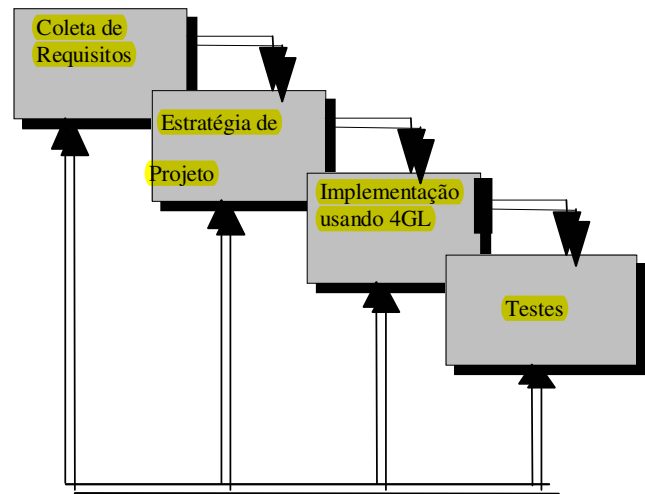 Coleta de
Requisitos
Estratégia de
Projeto
Implementação
usando 4GL
Testes